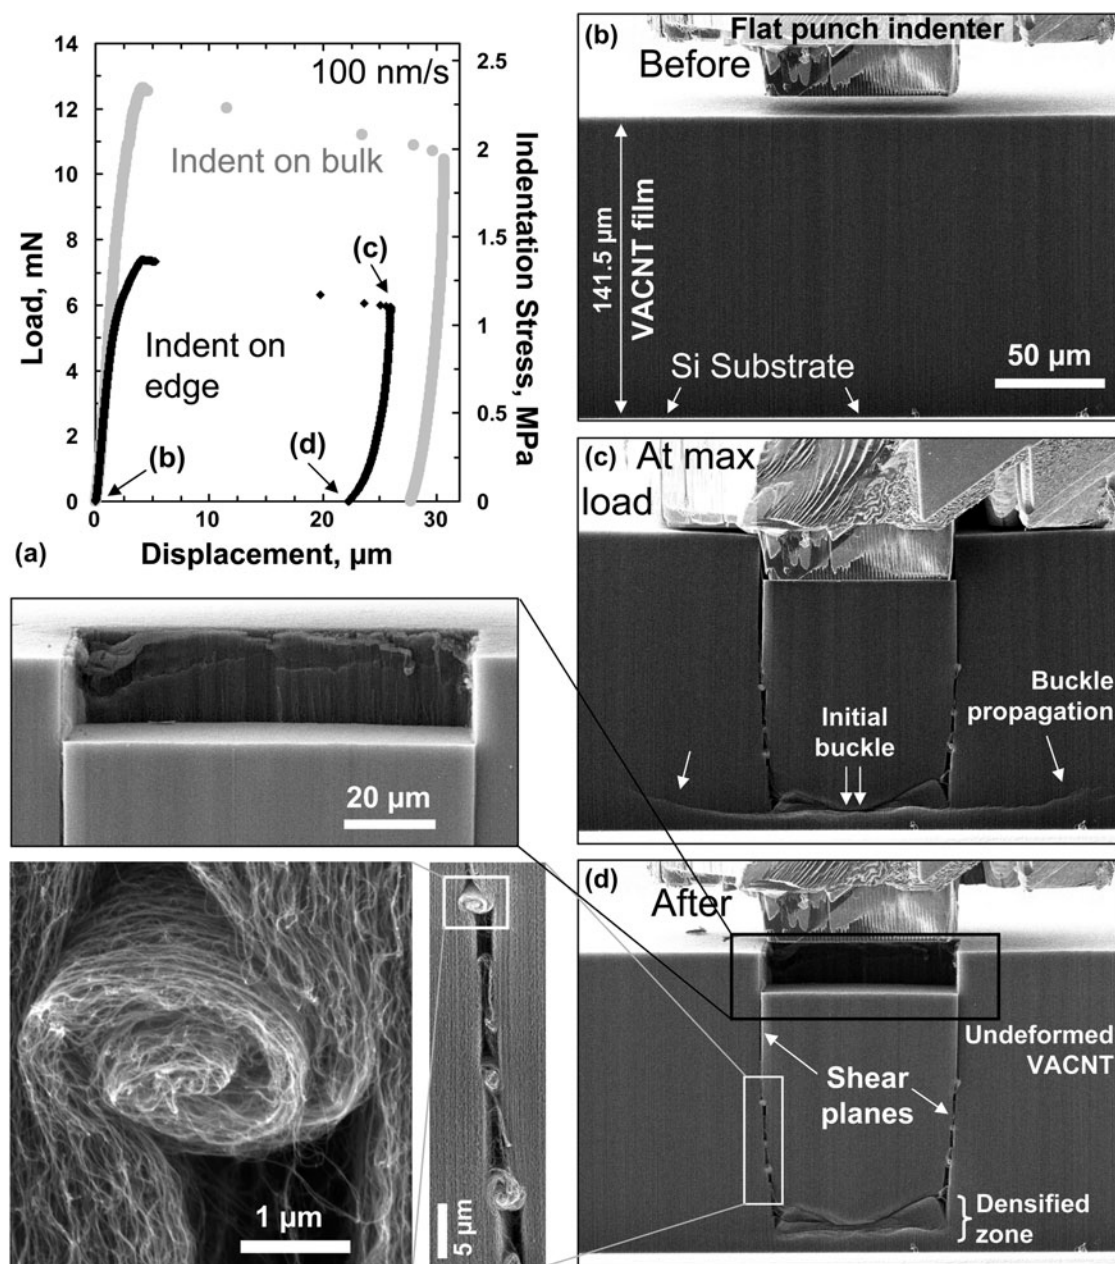 14
12
10
8
6
4
2
0
Load, mN
0
10
20
30
Displacement, µm
2.5
2
1.5
1
0.5
0
Indentation Stress, MPa
100 nm/s
Indent on bulk
(c)
Indent on
edge
(b)
(d)
(a)
(b)
Flat punch indenter
Before
141.5 µm
VACNT film
Si Substrate
50 µm
(c)
At max
load
Initial
buckle
Buckle
propagation
20 µm
1 µm
5 µm
(d)
After
Undeformed
VACNT
Shear
planes
Densified
zone